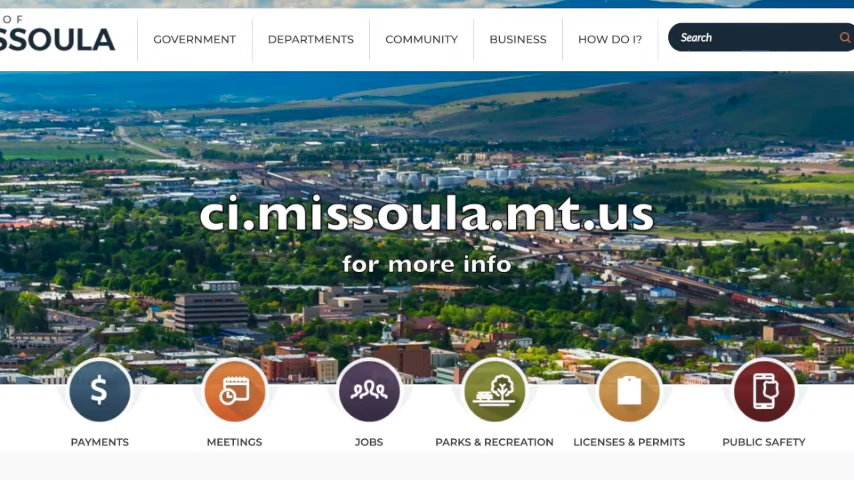 OF
SSOULA
GOVERNMENT
DEPARTMENTS
COMMUNITY
BUSINESS
HOW DO I?
Search
ci.missoula.mt.us
for more info
$
PAYMENTS
MEETINGS
JOBS
PARKS & RECREATION
LICENSES & PERMITS
PUBLIC SAFETY